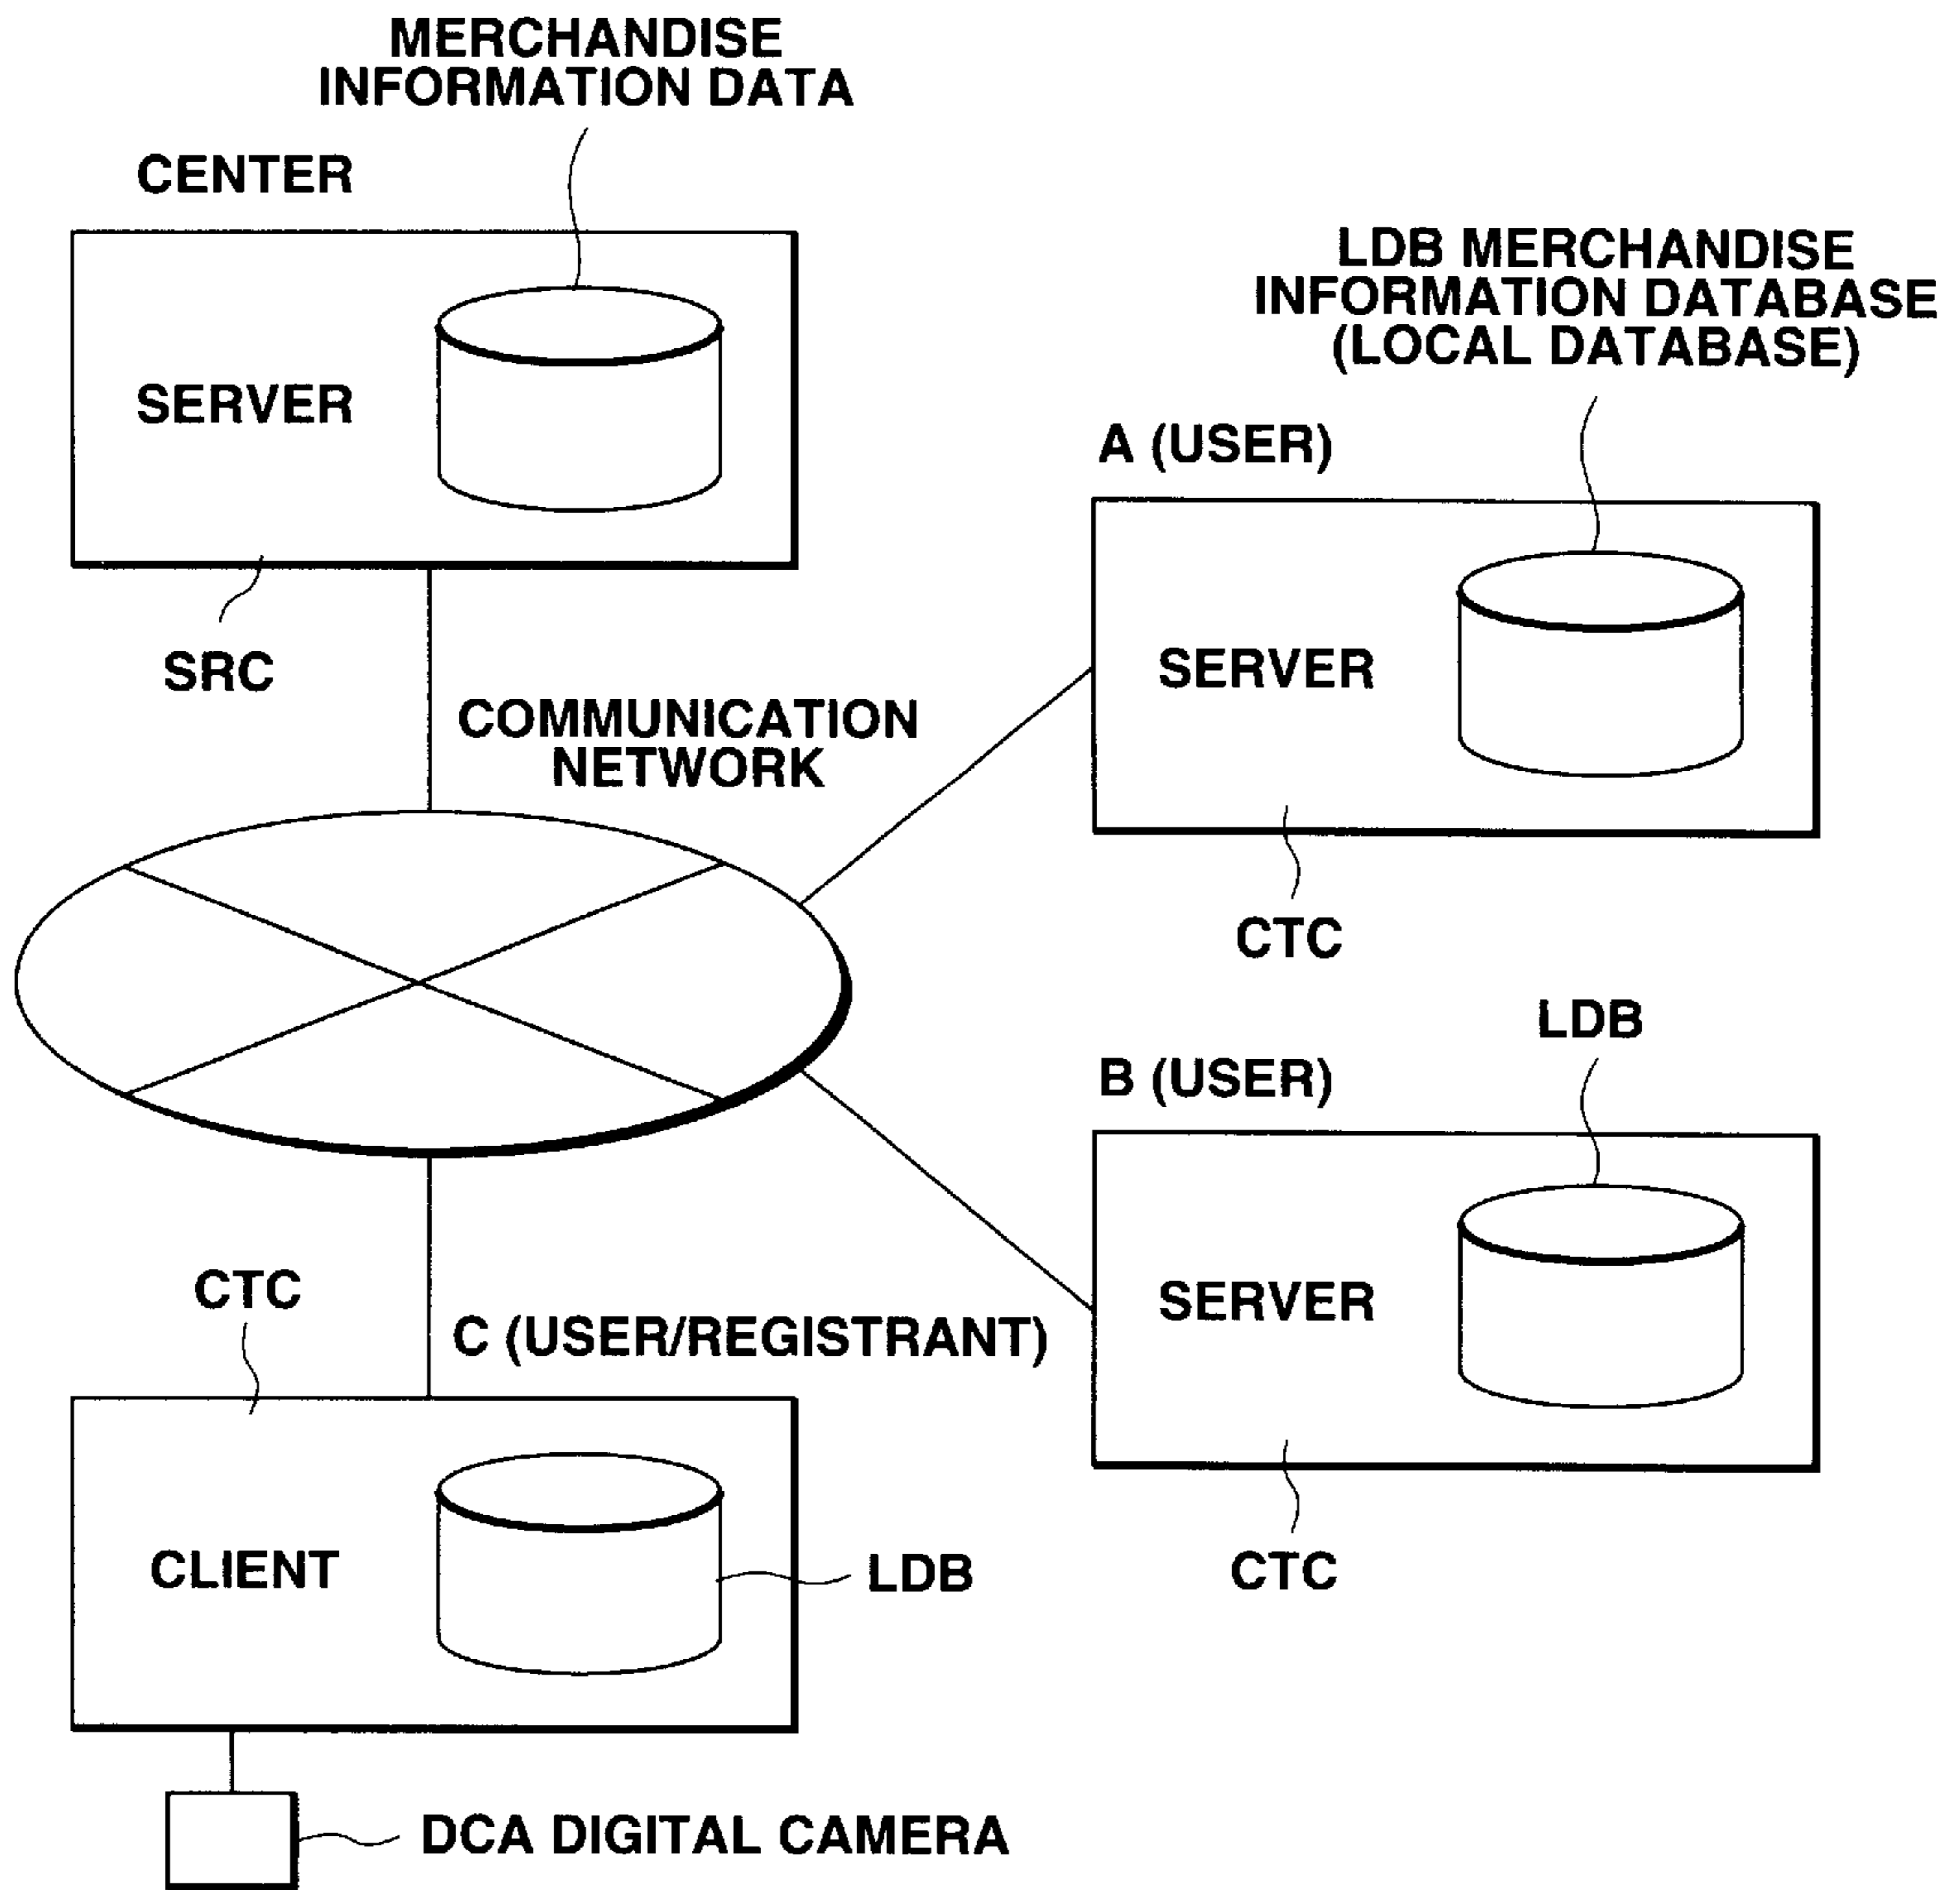 MERCHANDISE
INFORMATION DATA
CENTER
SERVER
SRC
LDB MERCHANDISE
INFORMATION DATABASE
(LOCAL DATABASE)
A (USER)
SERVER
CTC
COMMUNICATION
NETWORK
LDB
B (USER)
SERVER
CTC
CTC
C (USER/REGISTRANT)
CLIENT
LDB
DCA DIGITAL CAMERA